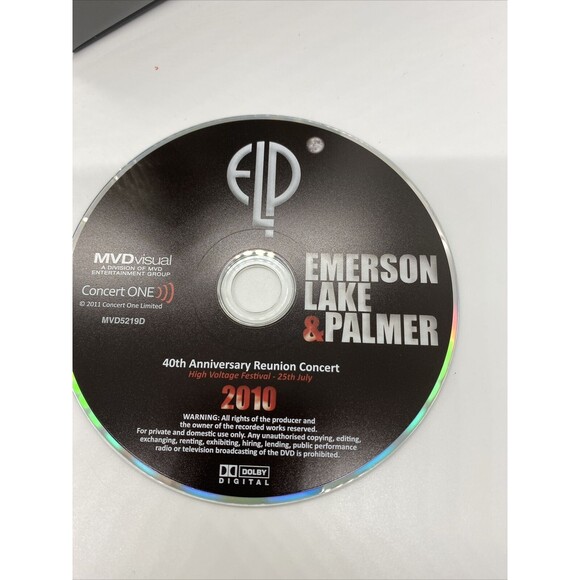 ELP
MVDvisual
A DIVISION OF MVD
ENTERTAINMENT GROUP
Concert ONE
© 2011 Concert One Limited
MVD5219D
EMERSON
LAKE
&PALMER
40th Anniversary Reunion Concert
High Voltage Festival - 25th July
2010
WARNING: All rights of the producer and
the owner of the recorded works reserved.
For private and domestic use only. Any unauthorised copying, editing,
exchanging, renting, exhibiting, hiring, lending, public performance
radio or television broadcasting of the DVD is prohibited.
DOLBY
DIGITAL